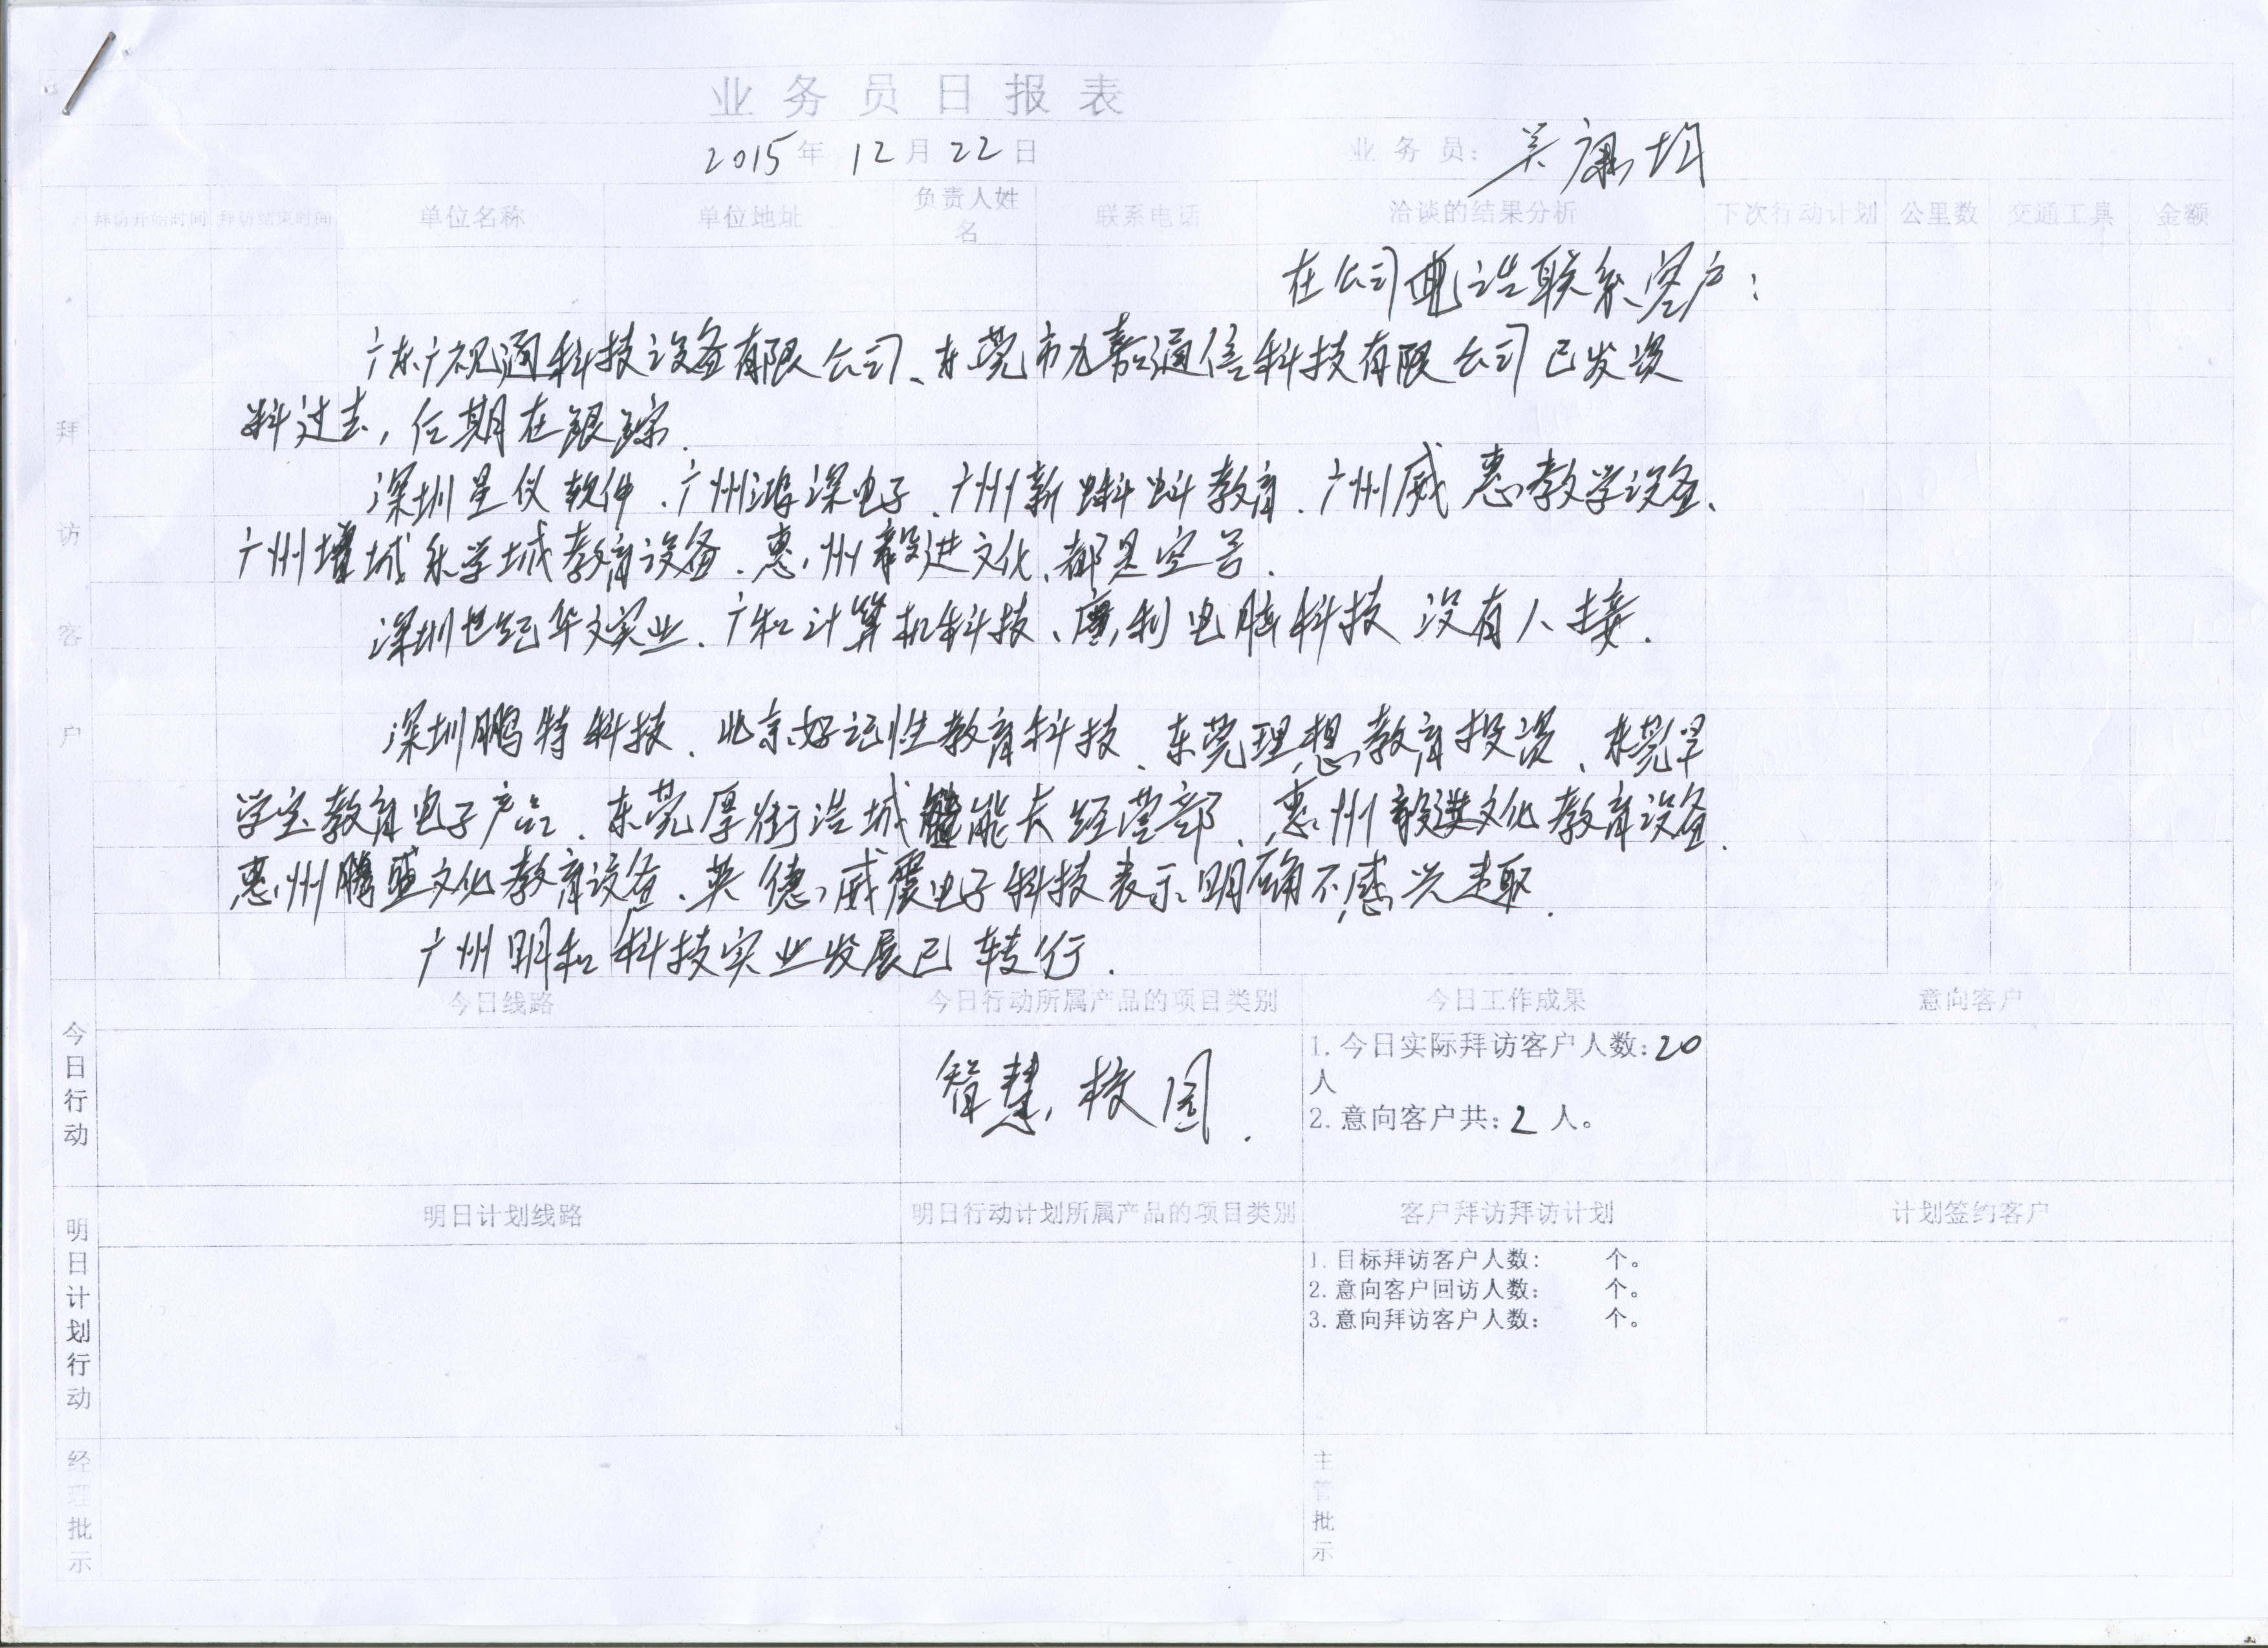 业务员日报表
2015年12月22日 业务员：吴
拜访开始时间 拜访结束时间 单位名称 单位地址 负责人姓名 联系电话 洽谈的结果分析 下次行动计划 公里数 交通工具 金额
拜访客户
在公司电话联系客户：
广东广视通科技设备有限公司、东莞市九嘉通信科技有限公司已发资
料过去，后期在跟踪.
深圳星仪软件、广州鸿深电子、广州新蝌蚪教育、广州威惠教学设备、
广州增城乐学城教育设备、惠州毅进文化、都是空号.
深圳世纪华文实业、广和计算机科技、康利电脑科技 没有人接.
深圳鹏特科技、北京好记性教育科技、东莞理想教育投资、东莞早
学宝教育电子产品、东莞厚街浩城能长经营部、惠州毅进文化教育设备、
惠州腾盛文化教育设备、英德威震电子科技表示明确不感兴趣.
广州明和科技实业发展已转行.
今日行动
今日线路 今日行动所属产品的项目类别 今日工作成果 意向客户
智慧校园.
1.今日实际拜访客户人数：20
人
2.意向客户共：2 人。
明日计划行动
明日计划线路 明日行动计划所属产品的项目类别 客户拜访拜访计划 计划签约客户
1.目标拜访客户人数： 个。
2.意向客户回访人数： 个。
3.意向拜访客户人数： 个。
经理批示
主管批示